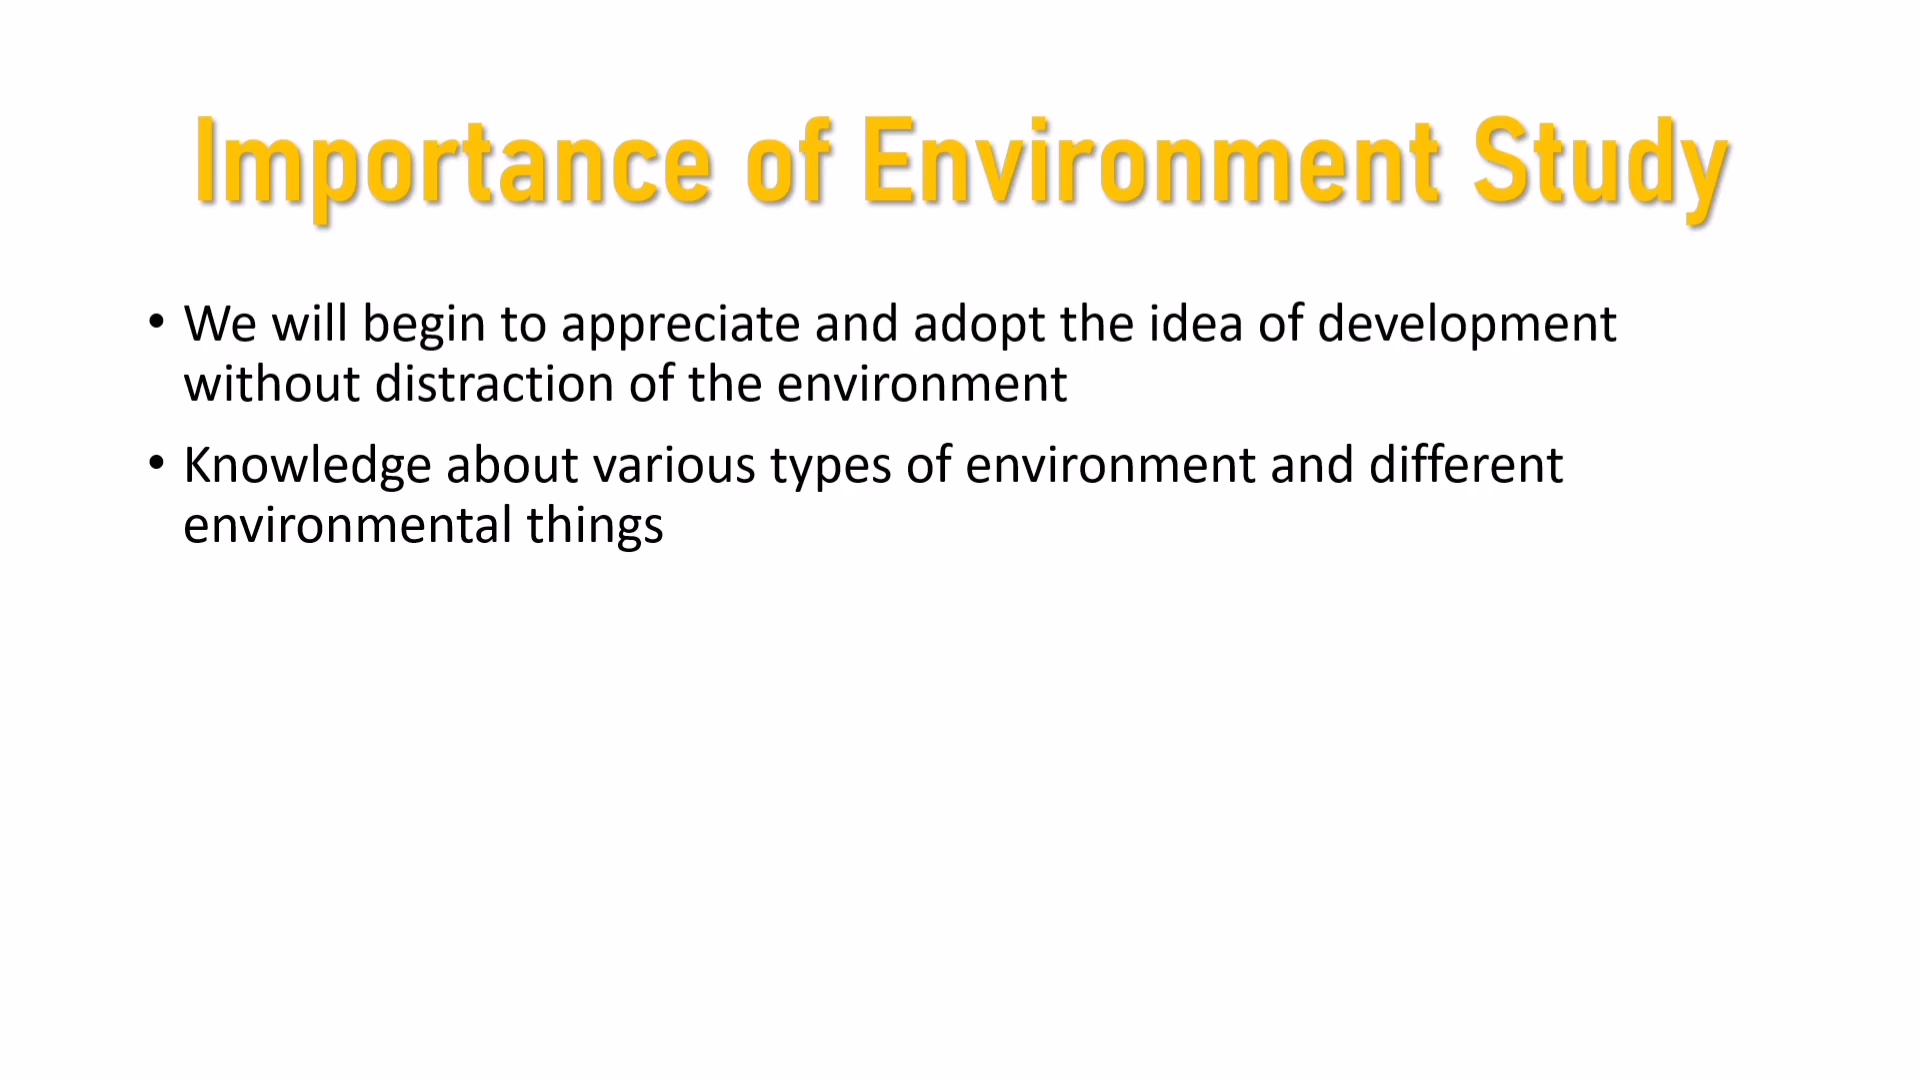 Importance of Environment Study
• We will begin to appreciate and adopt the idea of development
without distraction of the environment
• Knowledge about various types of environment and different
environmental things